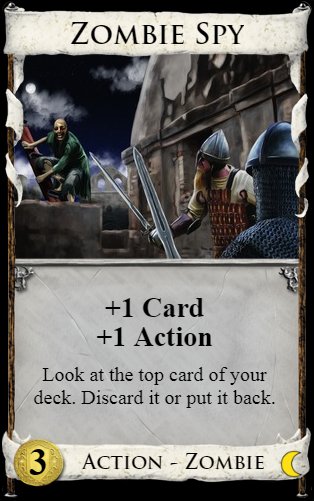 Zombie Spy
+1 Card
+1 Action
Look at the top card of your
deck. Discard it or put it back.
3 Action - Zombie